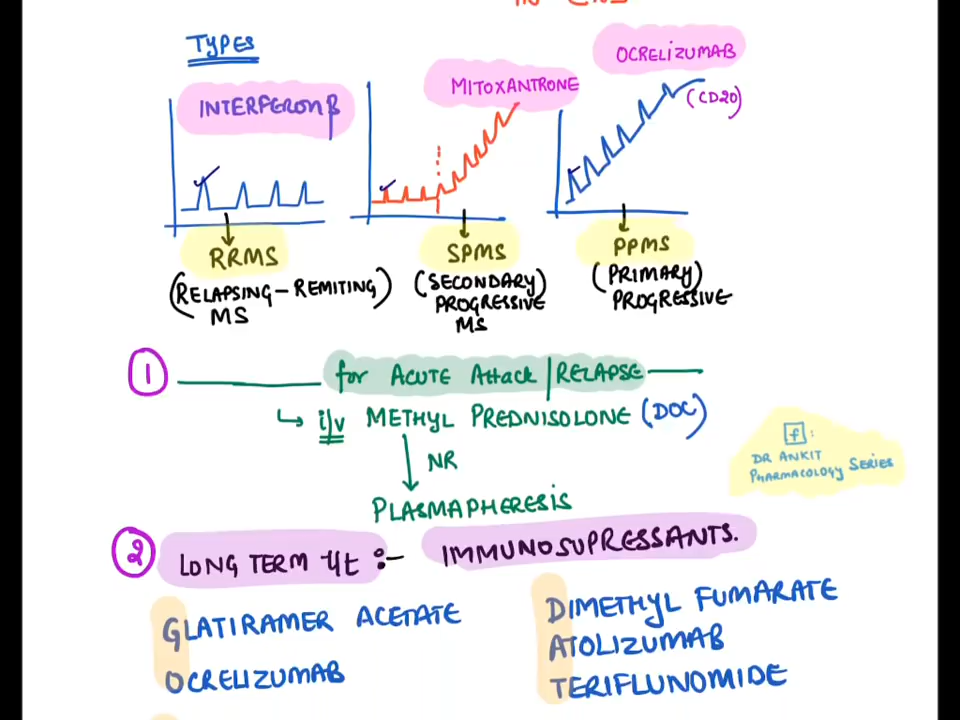 IN CNS
TYPES
INTERFERON β
MITOXANTRONE
OCRELIZUMAB
(CD20)
RRMS
(RELAPSING-REMITING)
MS
SPMS
(SECONDARY)
PROGRESSIVE
MS
PPMS
(PRIMARY)
PROGRESSIVE
1 for ACUTE Attack | RELAPSE
↳ i/v METHYL PREDNISOLONE (DOC)
NR
PLASMAPHERESIS
f:
DR ANKIT
PHARMACOLOGY SERIES
2 LONG TERM :- IMMUNOSUPRESSANTS.
GLATIRAMER ACETATE
OCRELIZUMAB
DIMETHYL FUMARATE
ATOLIZUMAB
TERIFLUNOMIDE